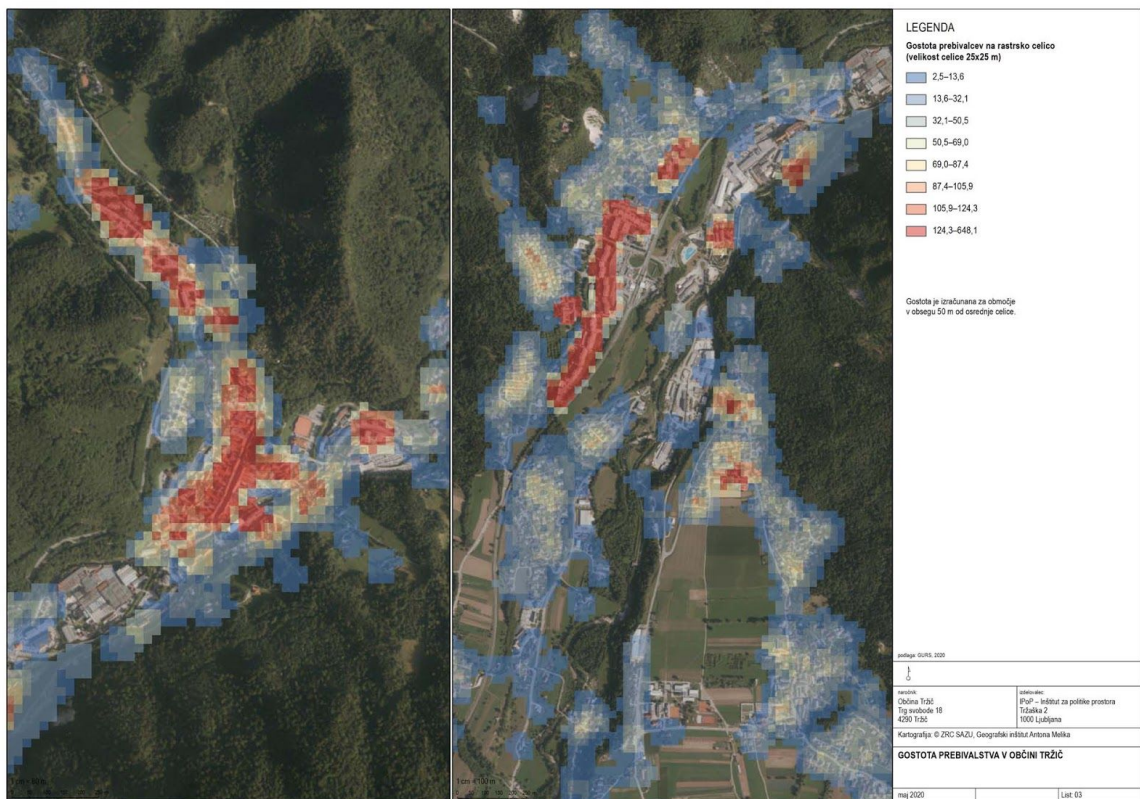 LEGENDA
Gostota prebivalcev na rastrsko celico
(velikost celice 25x25 m)
2,5–13,6
13,6–32,1
32,1–50,5
50,5–69,0
69,0–87,4
87,4–105,9
105,9–124,3
124,3–648,1
Gostota je izračunana za območje
v obsegu 50 m od osrednje celice.
podlaga: GURS, 2020
naročnik:
Občina Tržič
Trg svobode 18
4290 Tržič
izdelovalec:
IPoP – Inštitut za politike prostora
Tržaška 2
1000 Ljubljana
Kartografija: © ZRC SAZU, Geografski inštitut Antona Melika
GOSTOTA PREBIVALSTVA V OBČINI TRŽIČ
maj 2020
List: 03